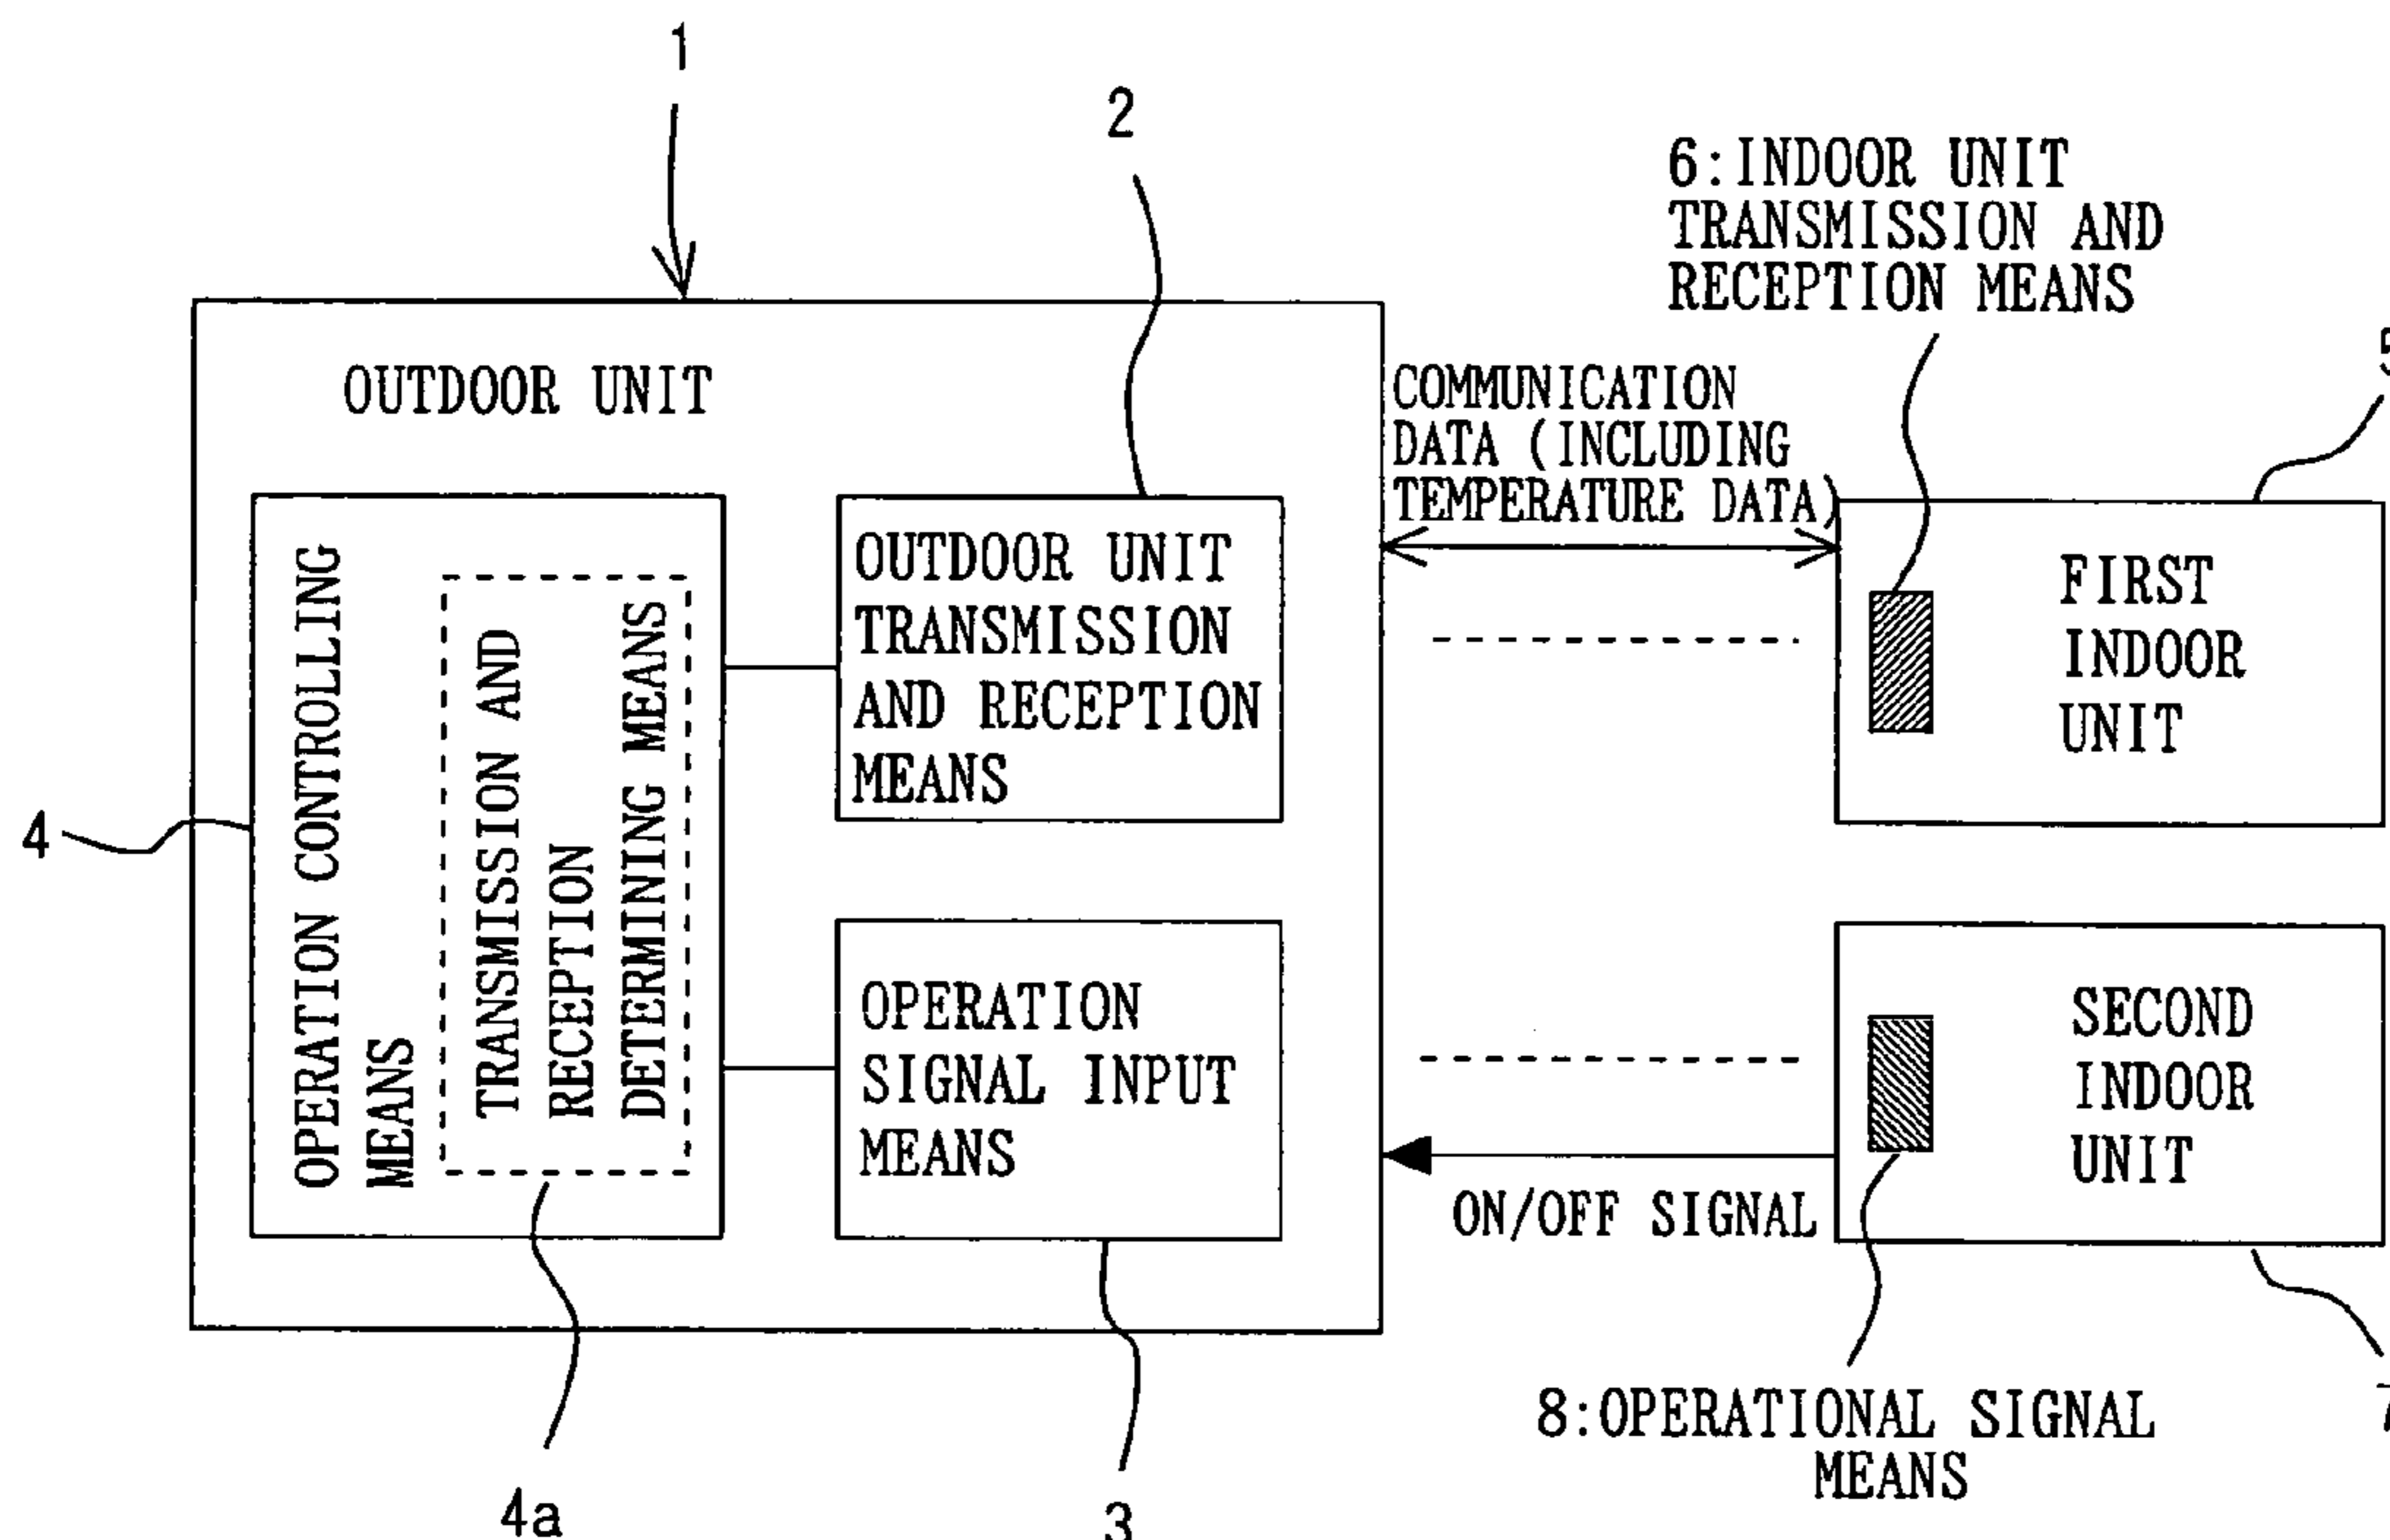 1
2
6:INDOOR UNIT
TRANSMISSION AND
RECEPTION MEANS
5
OUTDOOR UNIT
COMMUNICATION
DATA (INCLUDING
TEMPERATURE DATA)
OPERATION CONTROLLING
MEANS
TRANSMISSION AND
RECEPTION
DETERMINING MEANS
OUTDOOR UNIT
TRANSMISSION
AND RECEPTION
MEANS
FIRST
INDOOR
UNIT
4
OPERATION
SIGNAL INPUT
MEANS
SECOND
INDOOR
UNIT
ON/OFF SIGNAL
8:OPERATIONAL SIGNAL
MEANS
7
4a
3